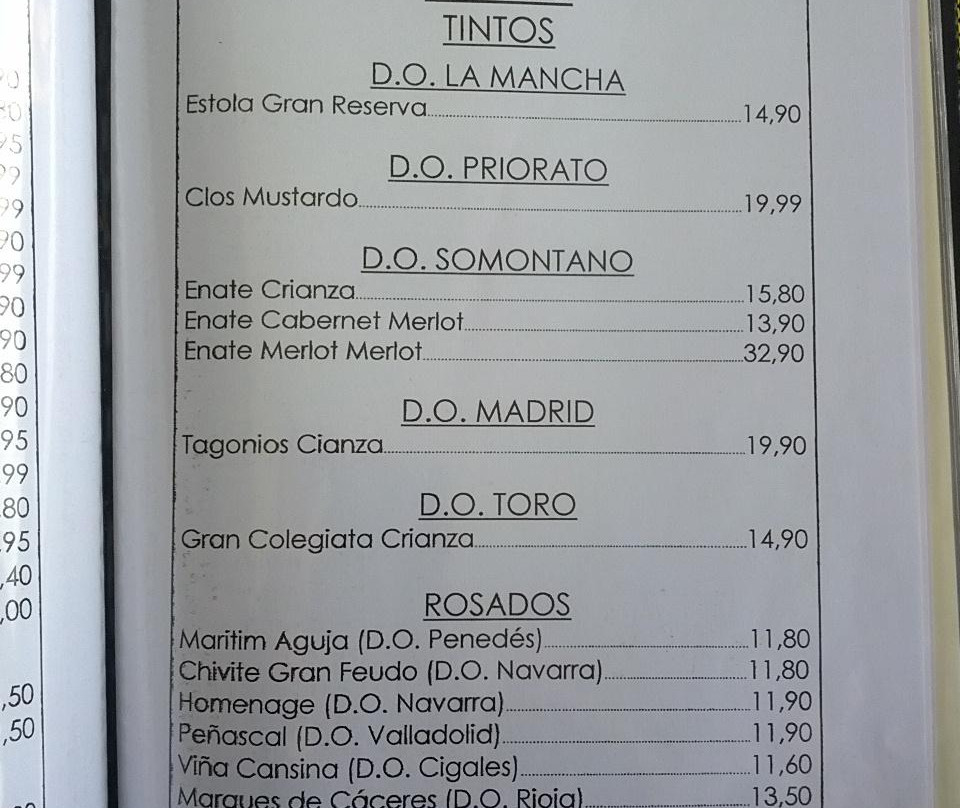 TINTOS
D.O. LA MANCHA
Estola Gran Reserva 14,90
D.O. PRIORATO
Clos Mustardo 19,99
D.O. SOMONTANO
Enate Crianza 15,80
Enate Cabernet Merlot 13,90
Enate Merlot Merlot 32,90
D.O. MADRID
Tagonios Cianza 19,90
D.O. TORO
Gran Colegiata Crianza 14,90
ROSADOS
Maritim Aguja (D.O. Penedés) 11,80
Chivite Gran Feudo (D.O. Navarra) 11,80
Homenage (D.O. Navarra) 11,90
Peñascal (D.O. Valladolid) 11,90
Viña Cansina (D.O. Cigales) 11,60
Marques de Cáceres (D.O. Rioja) 13,50